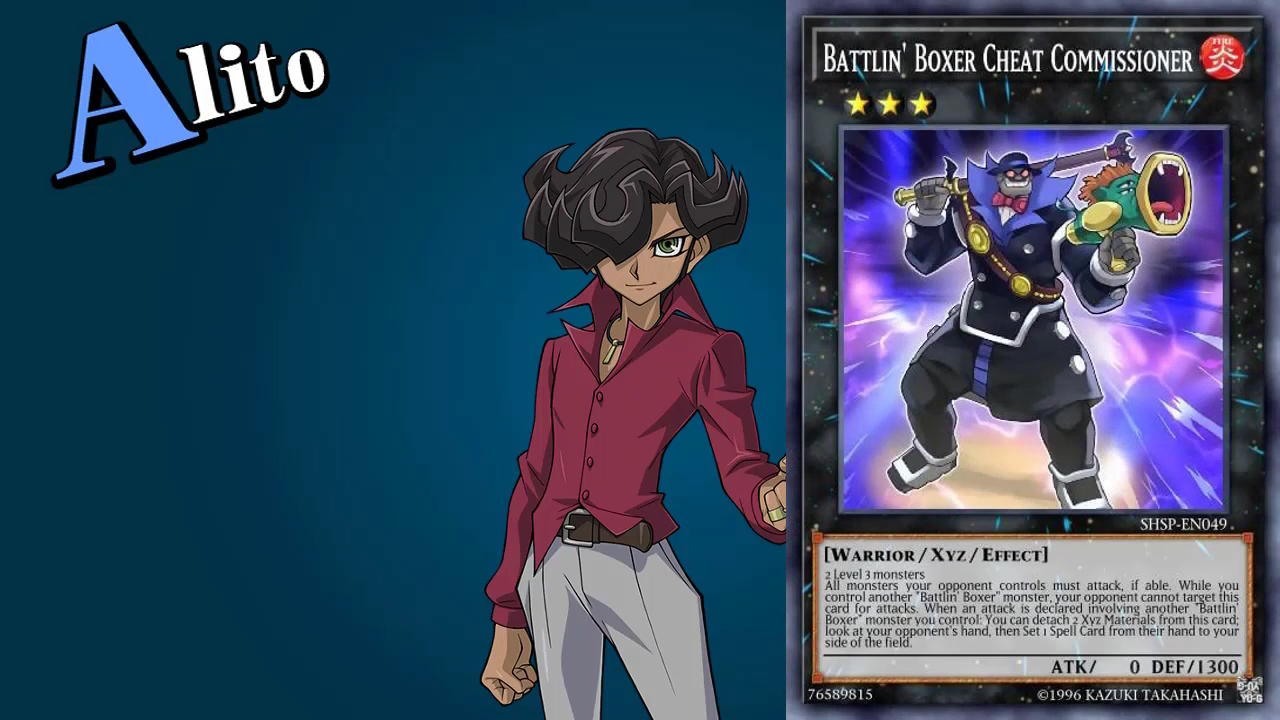 Alito
BATTLIN' BOXER CHEAT COMMISSIONER
FIRE
炎
SHSP-EN049
[WARRIOR / XYZ / EFFECT]
2 Level 3 monsters
All monsters your opponent controls must attack, if able. While you
control another "Battlin' Boxer" monster, your opponent cannot target this
card for attacks. When an attack is declared involving another "Battlin'
Boxer" monster you control: You can detach 2 Xyz Materials from this card;
look at your opponent's hand, then Set 1 Spell Card from their hand to your
side of the field.
ATK/ 0 DEF/1300
76589815
©1996 KAZUKI TAKAHASHI